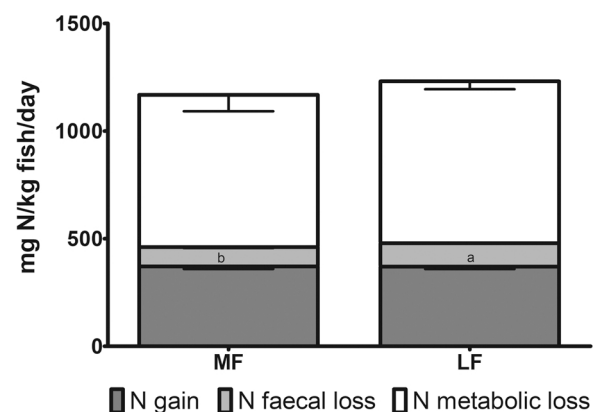 mg N/kg fish/day
1500
1000
500
0
b
a
MF
LF
N gain N faecal loss N metabolic loss